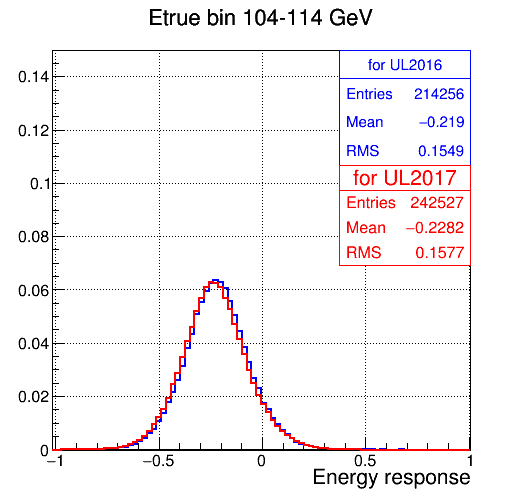 Etrue bin 104-114 GeV
for UL2016
Entries 214256
Mean −0.219
RMS 0.1549
for UL2017
Entries 242527
Mean −0.2282
RMS 0.1577
0.14
0.12
0.1
0.08
0.06
0.04
0.02
0
−1 −0.5 0 0.5 1
Energy response